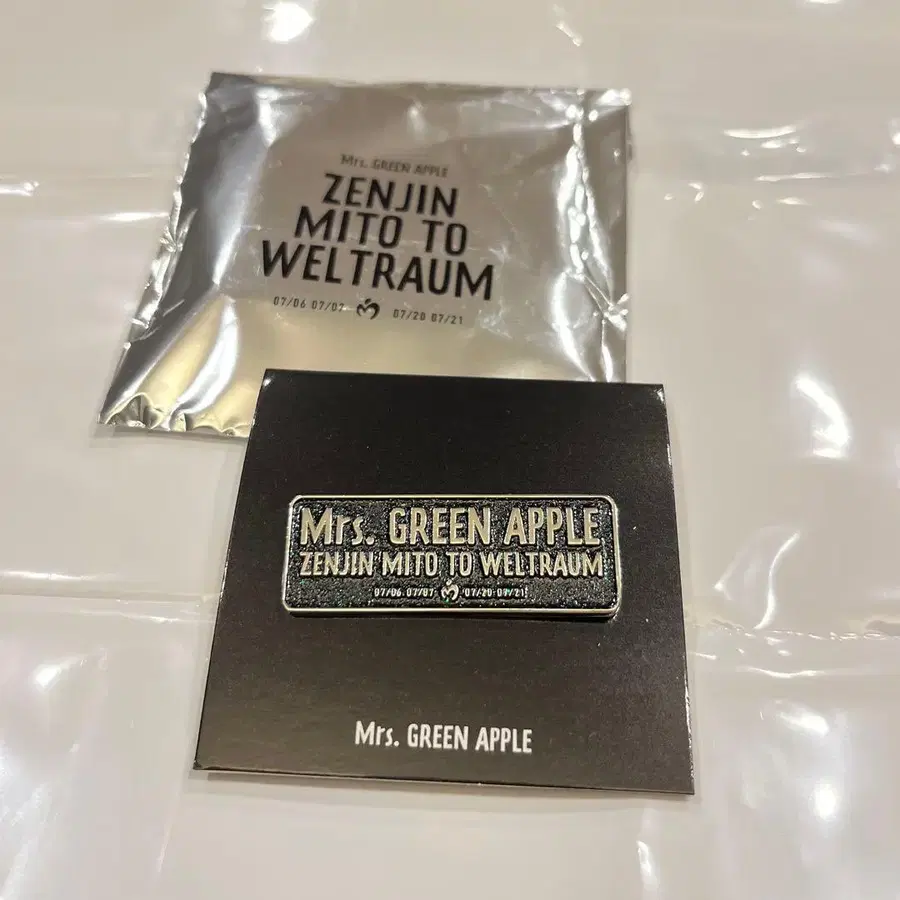 Mrs. GREEN APPLE
ZENJIN
MITO TO
WELTRAUM
07/06 07/07 07/20 07/21
Mrs. GREEN APPLE
ZENJIN MITO TO WELTRAUM
07/06 07/07 07/20 07/21
Mrs. GREEN APPLE